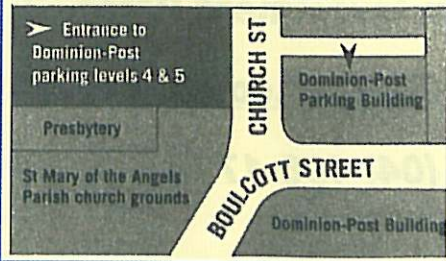 Entrance to
Dominion-Post
parking levels 4 & 5
CHURCH ST
Dominion-Post
Parking Building
Presbytery
St Mary of the Angels
Parish church grounds
BOULCOTT STREET
Dominion-Post Building